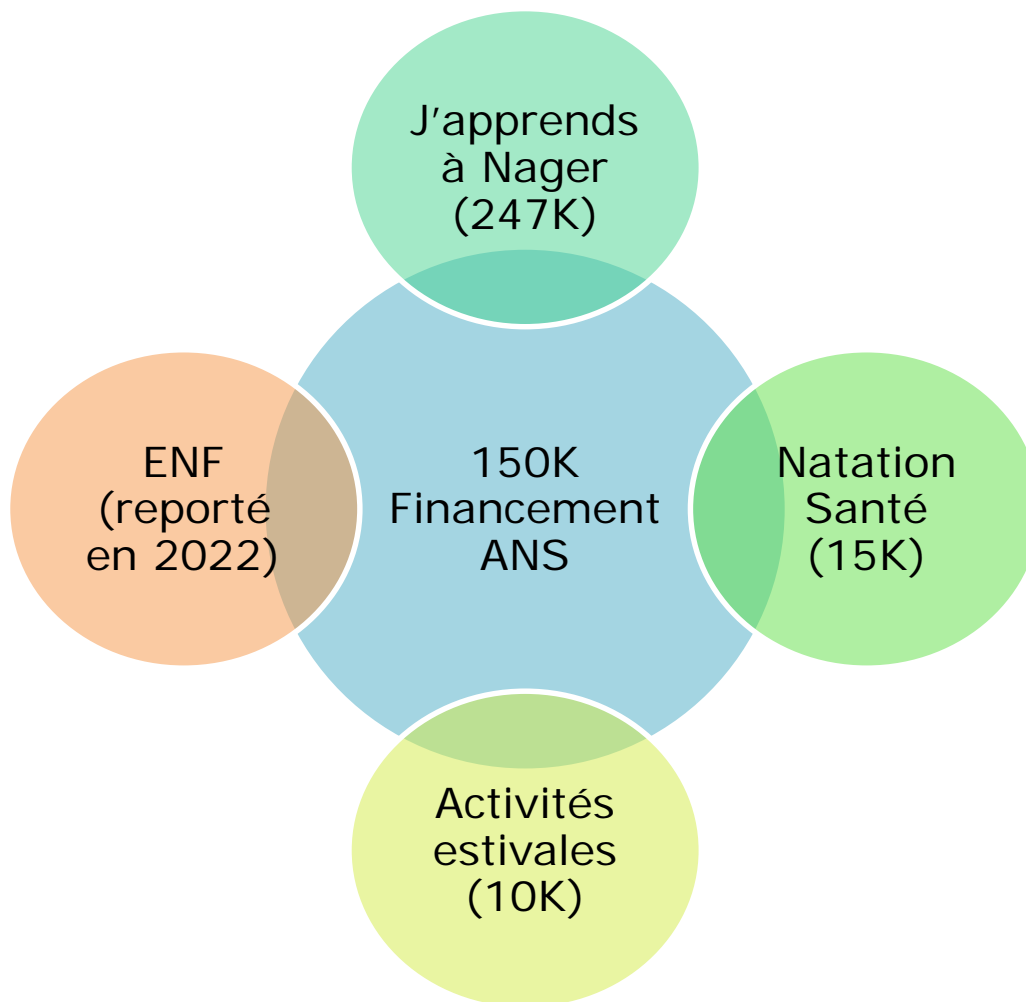 J'apprends
à Nager
(247K)
ENF
(reporté
en 2022)
150K
Financement
ANS
Natation
Santé
(15K)
Activités
estivales
(10K)